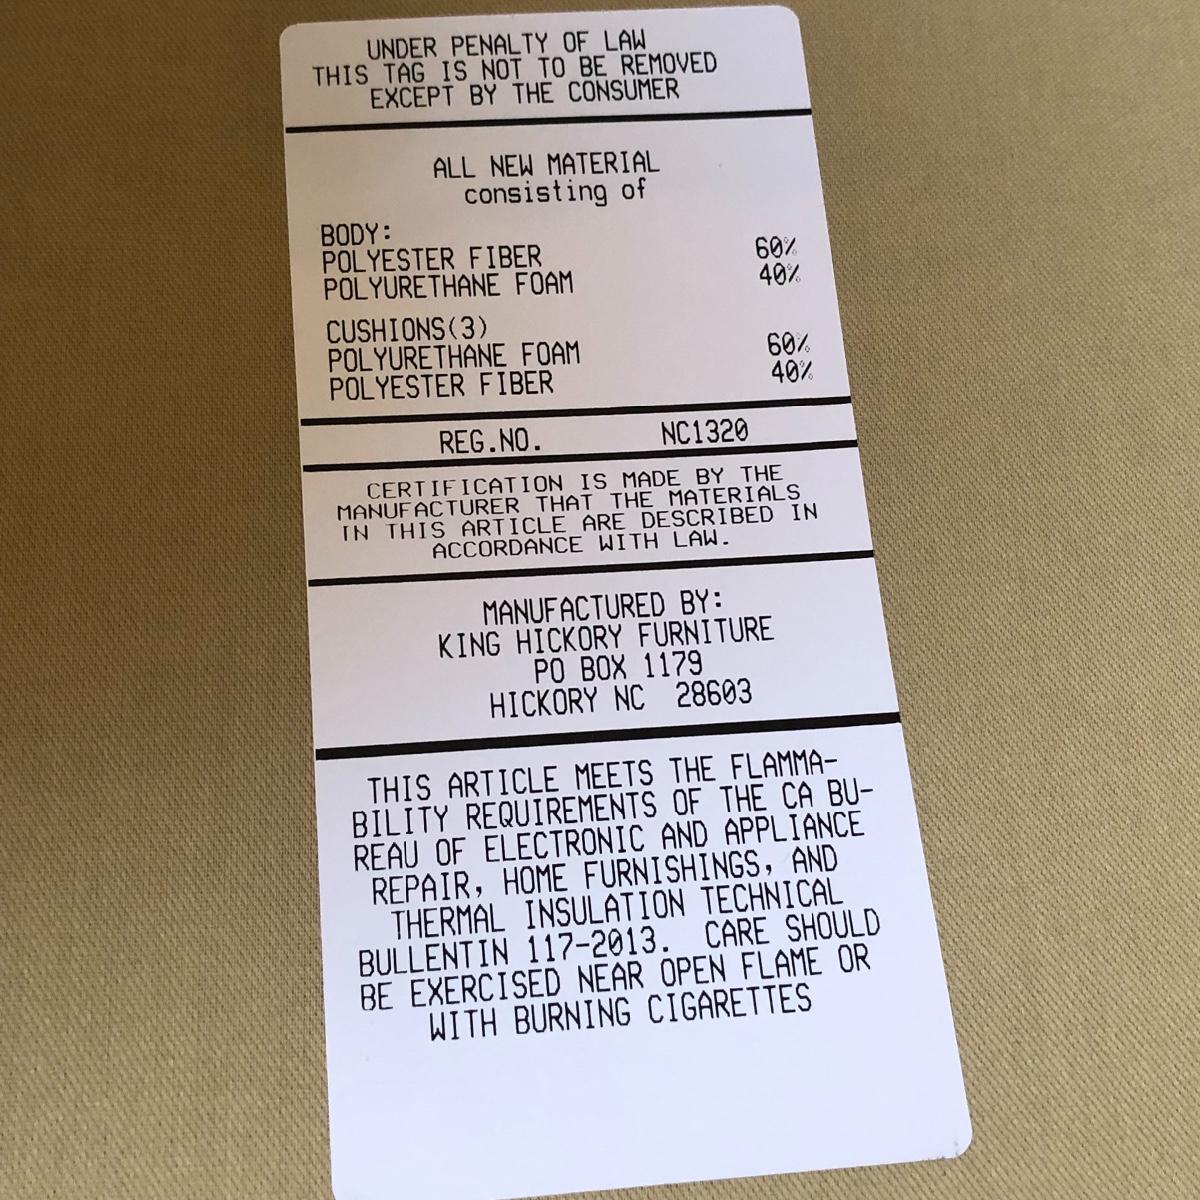 UNDER PENALTY OF LAW
THIS TAG IS NOT TO BE REMOVED
EXCEPT BY THE CONSUMER
ALL NEW MATERIAL
consisting of
BODY:
POLYESTER FIBER 60%
POLYURETHANE FOAM 40%
CUSHIONS(3)
POLYURETHANE FOAM 60%
POLYESTER FIBER 40%
REG.NO. NC1320
CERTIFICATION IS MADE BY THE
MANUFACTURER THAT THE MATERIALS
IN THIS ARTICLE ARE DESCRIBED IN
ACCORDANCE WITH LAW.
MANUFACTURED BY:
KING HICKORY FURNITURE
PO BOX 1179
HICKORY NC 28603
THIS ARTICLE MEETS THE FLAMMA-
BILITY REQUIREMENTS OF THE CA BU-
REAU OF ELECTRONIC AND APPLIANCE
REPAIR, HOME FURNISHINGS, AND
THERMAL INSULATION TECHNICAL
BULLENTIN 117-2013. CARE SHOULD
BE EXERCISED NEAR OPEN FLAME OR
WITH BURNING CIGARETTES